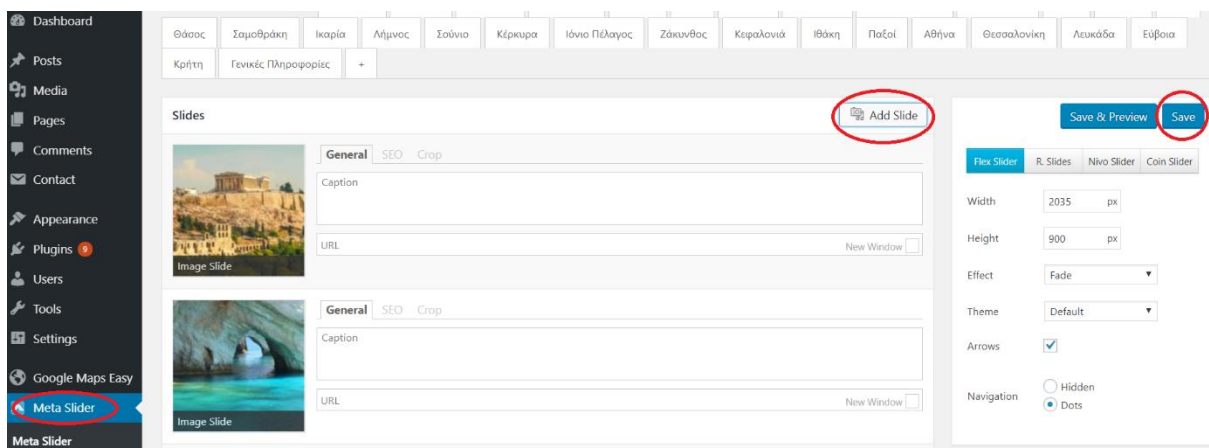 Dashboard
Posts
Media
Pages
Comments
Contact
Appearance
Plugins 9
Users
Tools
Settings
Google Maps Easy
Meta Slider
Meta Slider
Θάσος Σαμοθράκη Ικαρία Λήμνος Σούνιο Κέρκυρα Ιόνιο Πέλαγος Ζάκυνθος Κεφαλονιά Ιθάκη Παξοί Αθήνα Θεσσαλονίκη Λευκάδα Εύβοια
Κρήτη Γενικές Πληροφορίες +
Slides Add Slide
General SEO Crop
Caption
URL New Window
Image Slide
General SEO Crop
Caption
URL New Window
Image Slide
Save & Preview Save
Flex Slider R. Slides Nivo Slider Coin Slider
Width 2035 px
Height 900 px
Effect Fade
Theme Default
Arrows
Navigation Hidden
Dots